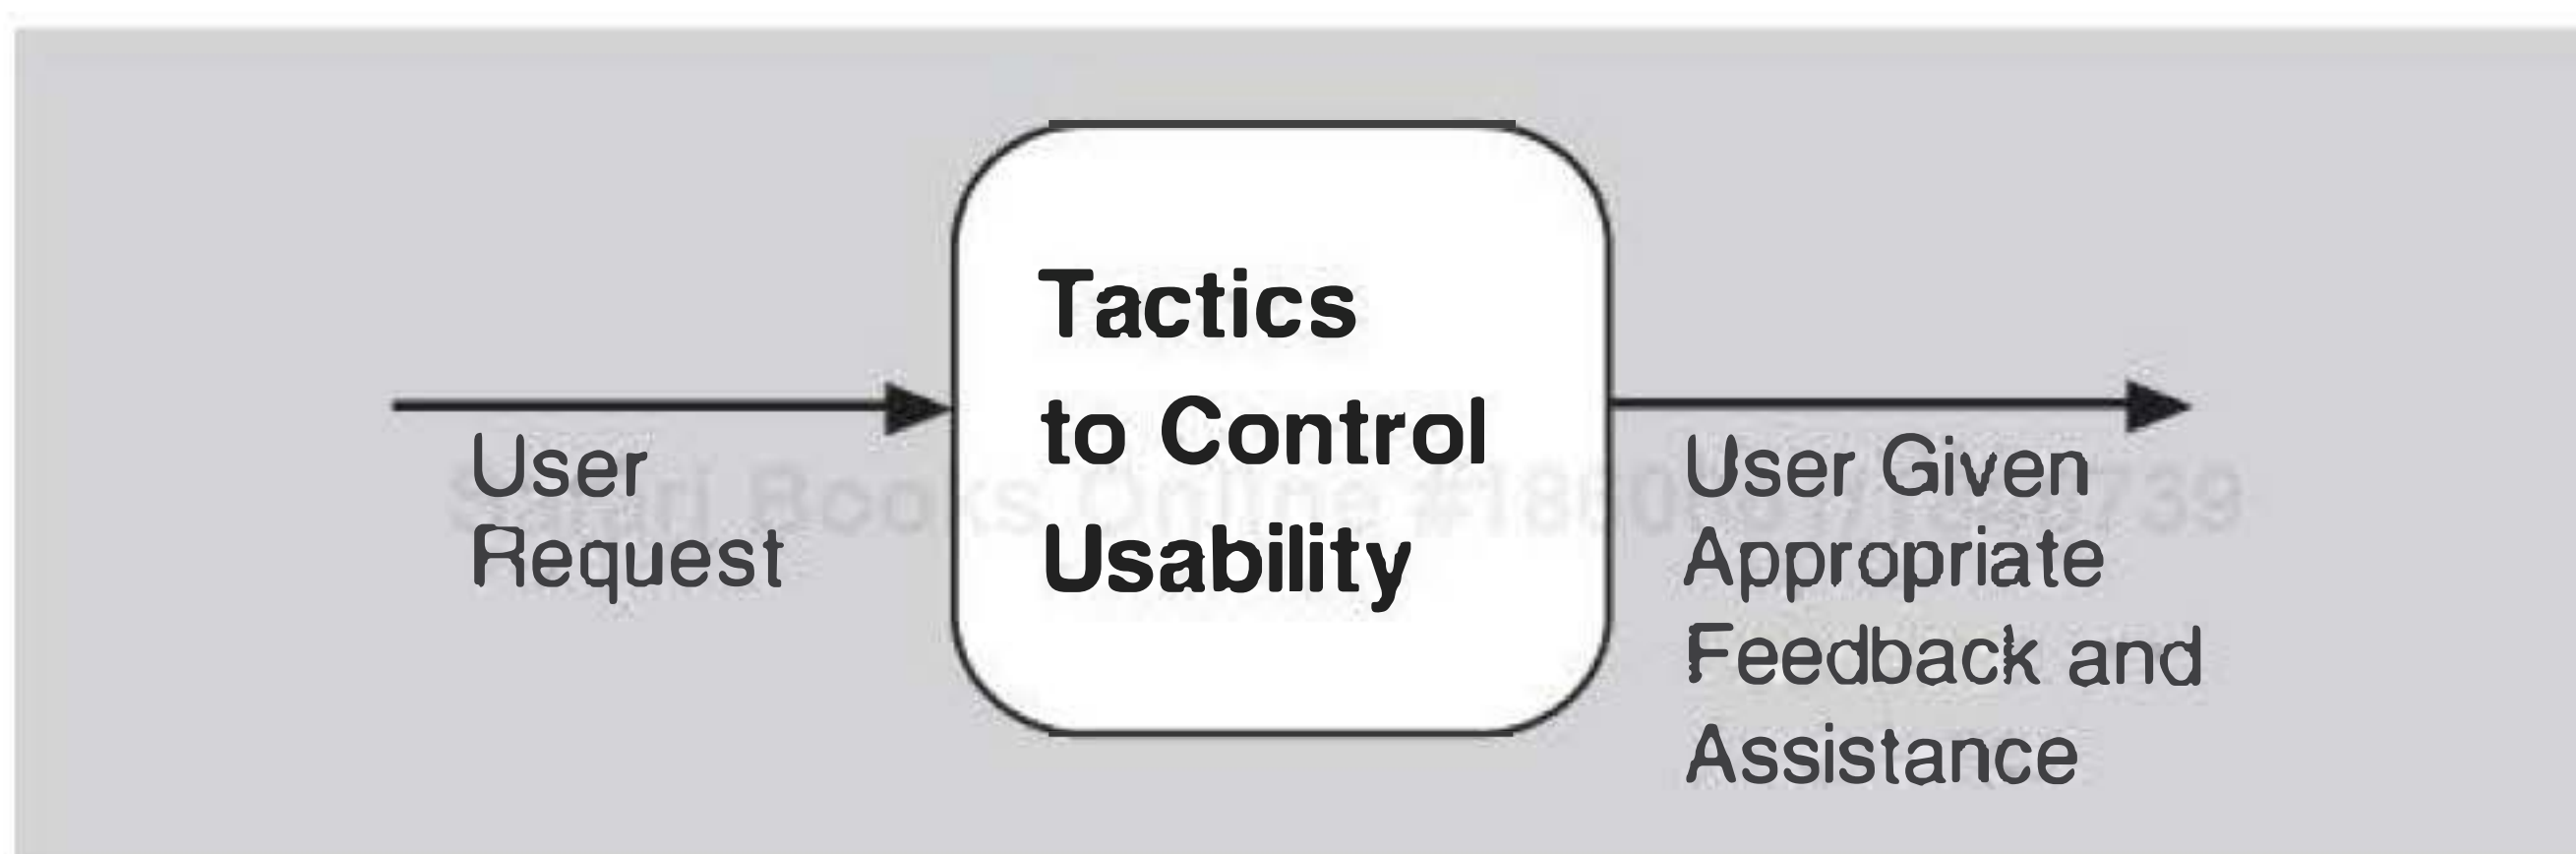 Tactics
to Control
Usability
User
Request
User Given
Appropriate
Feedback and
Assistance